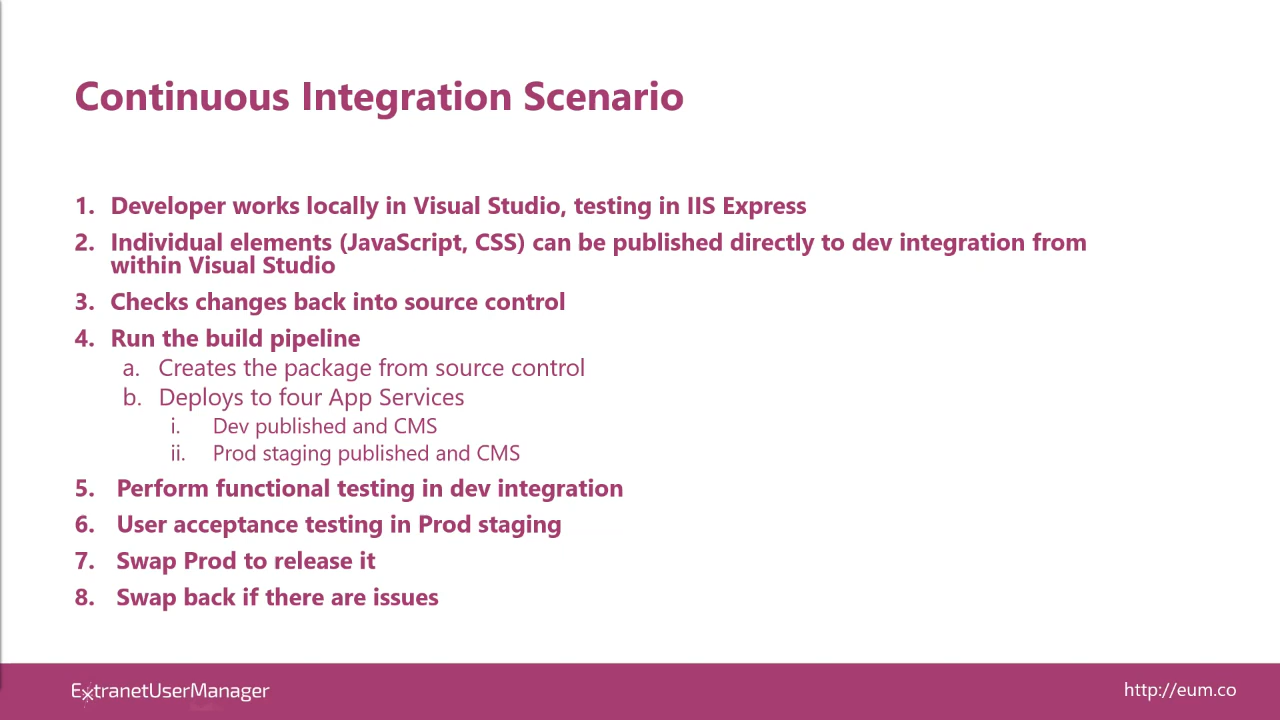 Continuous Integration Scenario
1. Developer works locally in Visual Studio, testing in IIS Express
2. Individual elements (JavaScript, CSS) can be published directly to dev integration from
within Visual Studio
3. Checks changes back into source control
4. Run the build pipeline
a. Creates the package from source control
b. Deploys to four App Services
i. Dev published and CMS
ii. Prod staging published and CMS
5. Perform functional testing in dev integration
6. User acceptance testing in Prod staging
7. Swap Prod to release it
8. Swap back if there are issues
ExtranetUserManager
http://eum.co